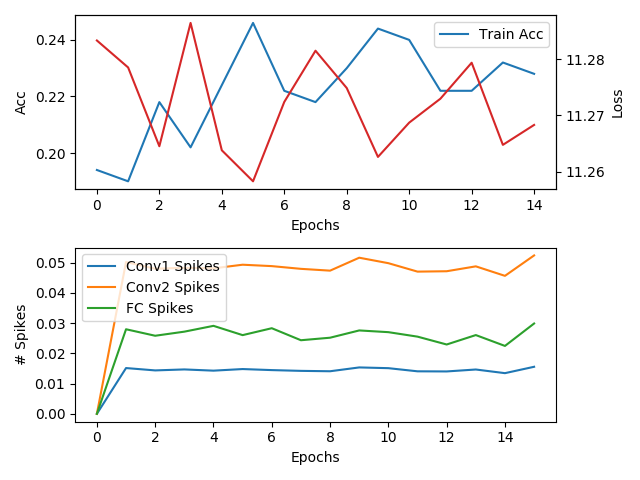 0.24
0.22
0.20
Acc
Train Acc
11.28
11.27
11.26
Loss
0 2 4 6 8 10 12 14
Epochs
0.05
0.04
0.03
0.02
0.01
0.00
# Spikes
Conv1 Spikes
Conv2 Spikes
FC Spikes
0 2 4 6 8 10 12 14
Epochs